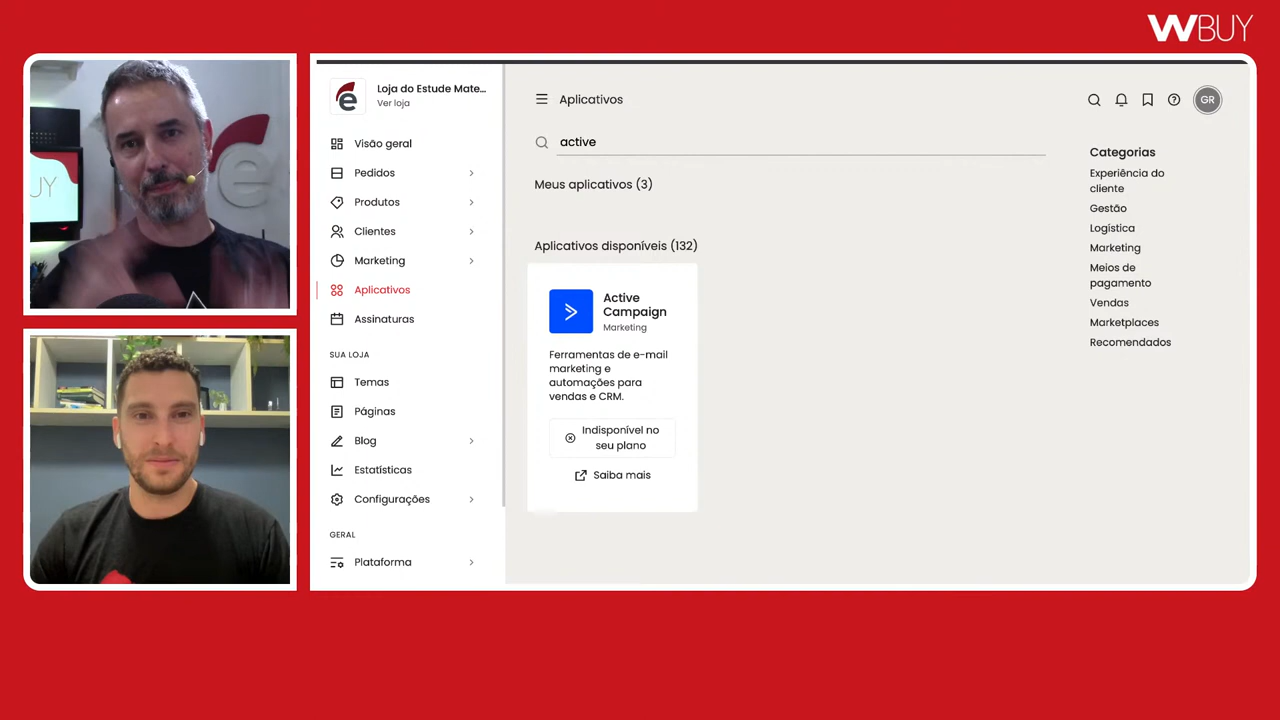 WBUY
UY
Loja do Estude Mate...
Ver loja
Visão geral
Pedidos
Produtos
Clientes
Marketing
Aplicativos
Assinaturas
SUA LOJA
Temas
Páginas
Blog
Estatísticas
Configurações
GERAL
Plataforma
Aplicativos
GR
active
Meus aplicativos (3)
Aplicativos disponíveis (132)
Active
Campaign
Marketing
Ferramentas de e-mail
marketing e
automações para
vendas e CRM.
Indisponível no
seu plano
Saiba mais
Categorias
Experiência do
cliente
Gestão
Logística
Marketing
Meios de
pagamento
Vendas
Marketplaces
Recomendados